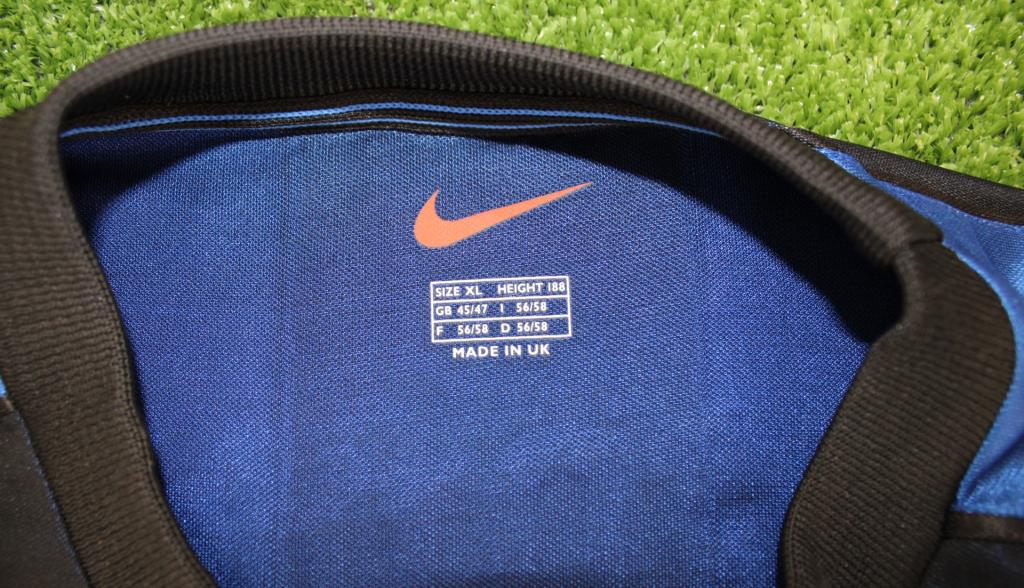 SIZE XL HEIGHT 188
GB 45/47 I 56/58
F 56/58 D 56/58
MADE IN UK